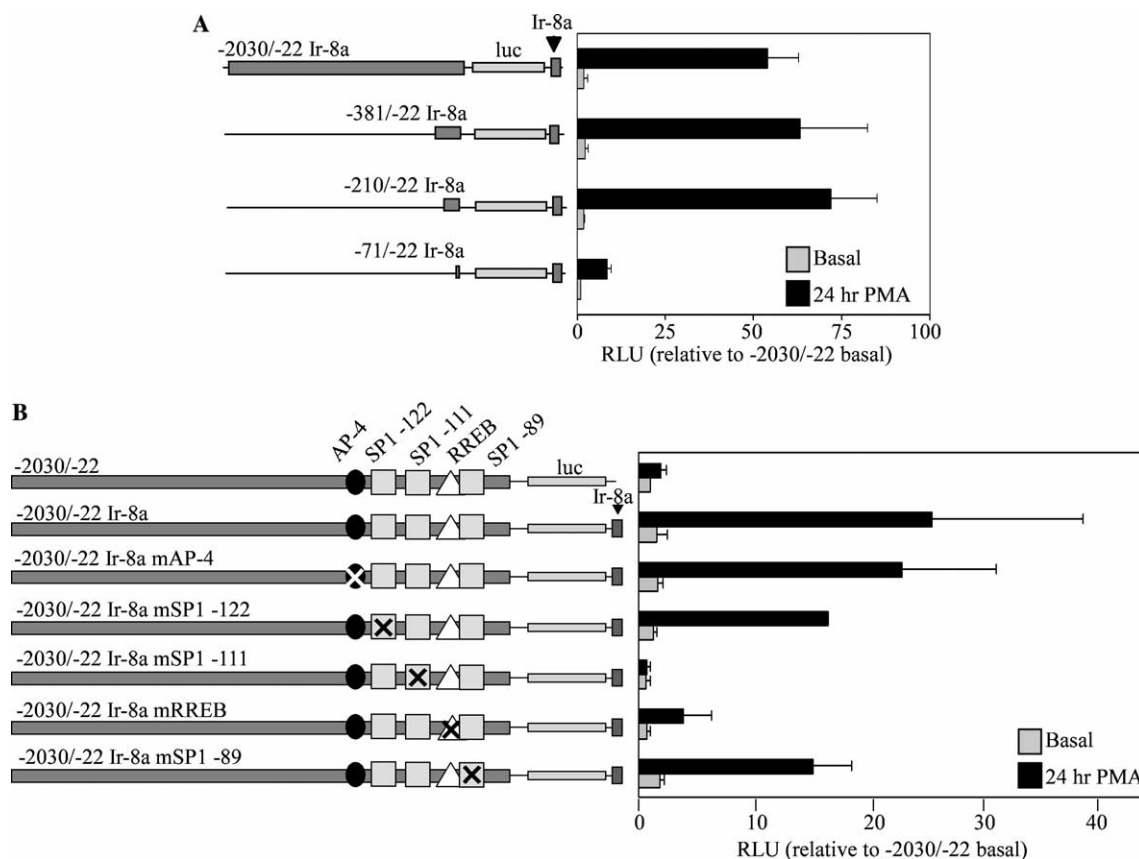 A
Ir-8a
-2030/-22 Ir-8a
luc
-381/-22 Ir-8a
-210/-22 Ir-8a
-71/-22 Ir-8a
Basal
24 hr PMA
0 25 50 75 100
RLU (relative to -2030/-22 basal)
B
AP-4 SP1 -122 SP1 -111 RREB SP1 -89
-2030/-22
luc
Ir-8a
-2030/-22 Ir-8a
-2030/-22 Ir-8a mAP-4
-2030/-22 Ir-8a mSP1 -122
-2030/-22 Ir-8a mSP1 -111
-2030/-22 Ir-8a mRREB
-2030/-22 Ir-8a mSP1 -89
Basal
24 hr PMA
0 10 20 30 40
RLU (relative to -2030/-22 basal)